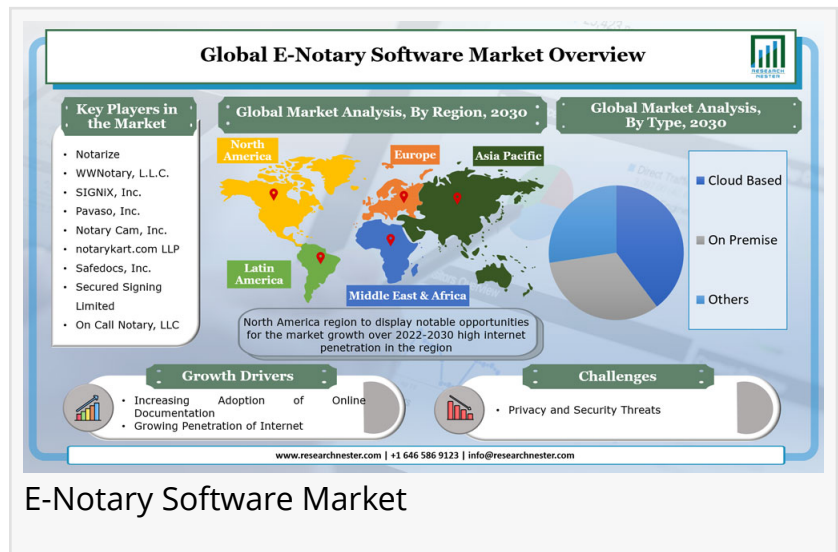 Global E-Notary Software Market Overview
RESEARCH
NESTER
Key Players in
the Market
• Notarize
• WWNotary, L.L.C.
• SIGNiX, Inc.
• Pavaso, Inc.
• Notary Cam, Inc.
• notarykart.com LLP
• Safedocs, Inc.
• Secured Signing
Limited
• On Call Notary, LLC
Global Market Analysis, By Region, 2030
North
America
Europe
Asia Pacific
Latin
America
Middle East & Africa
North America region to display notable opportunities
for the market growth over 2022-2030 high internet
penetration in the region
Global Market Analysis,
By Type, 2030
Cloud Based
On Premise
Others
Growth Drivers
• Increasing Adoption of Online
Documentation
• Growing Penetration of Internet
Challenges
• Privacy and Security Threats
www.researchnester.com | +1 646 586 9123 | info@researchnester.com
E-Notary Software Market